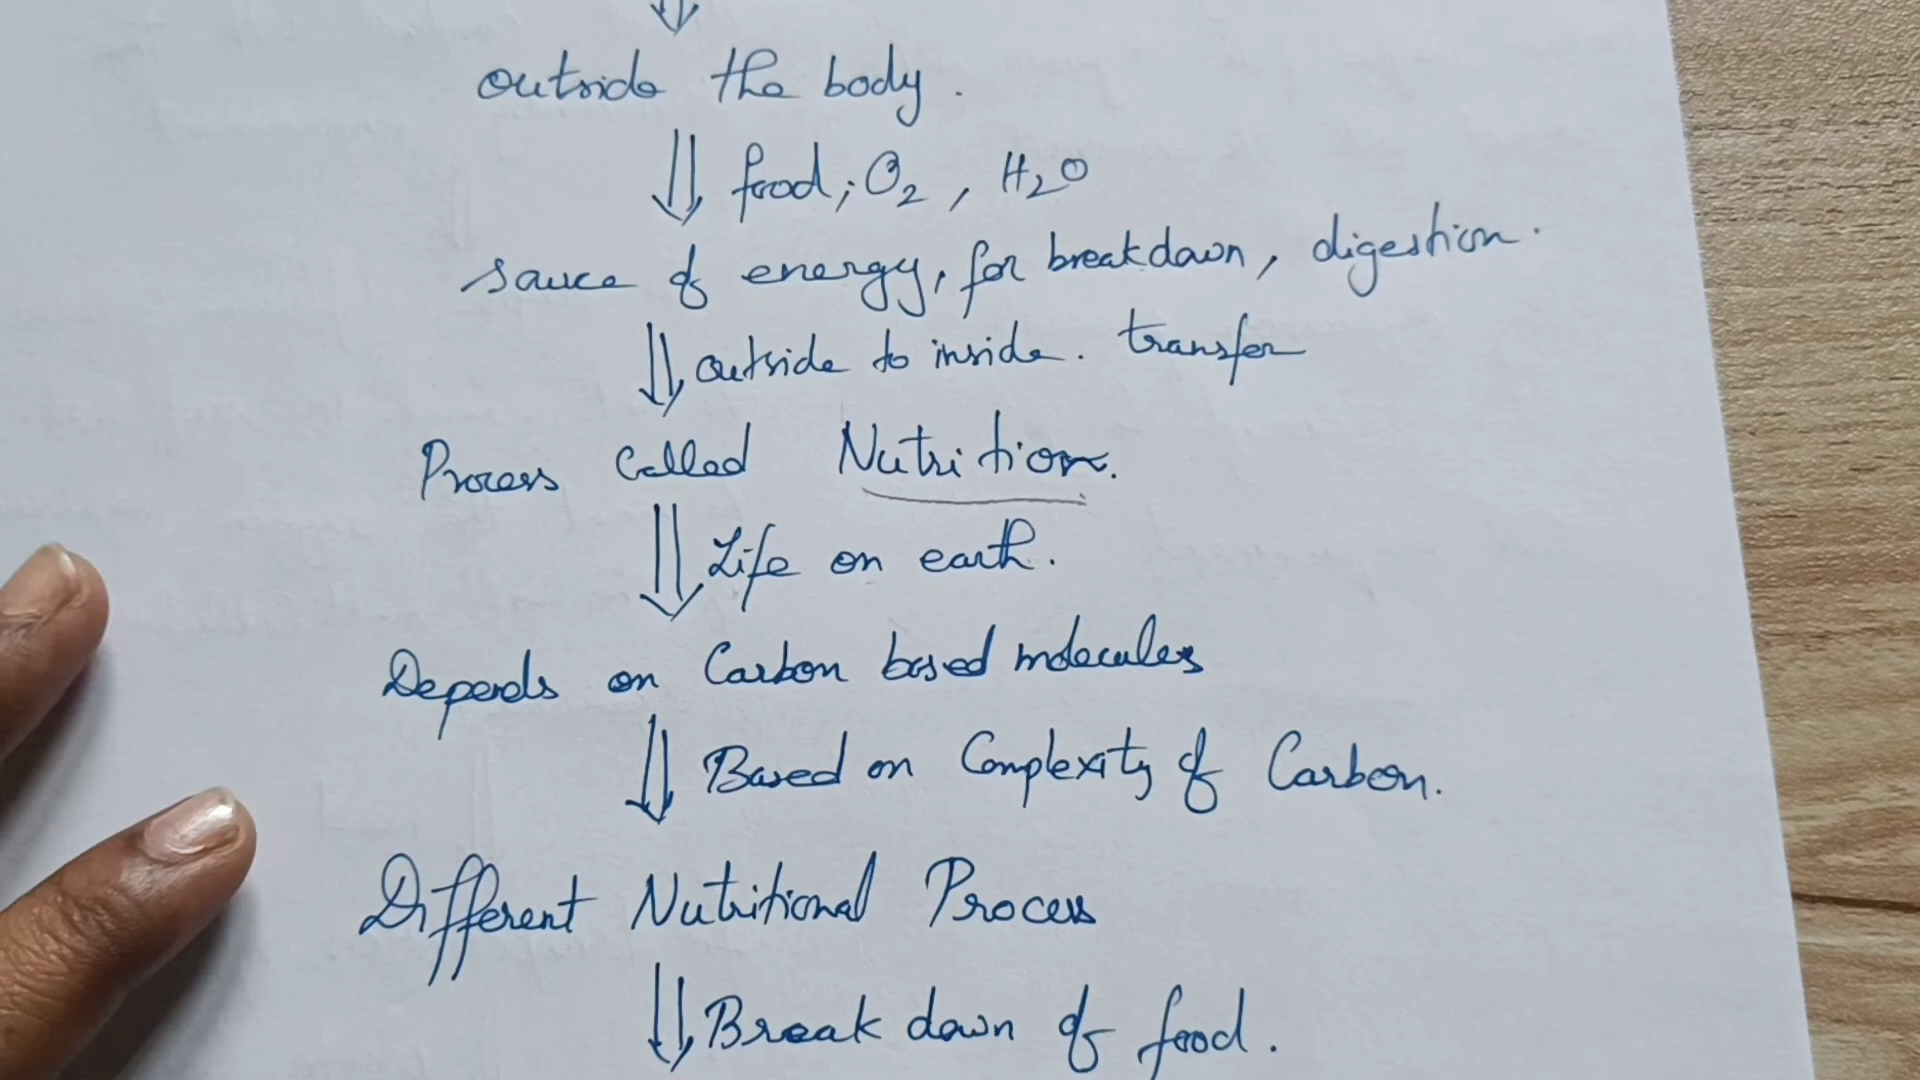 outside the body.
food, O2, H2O
source of energy, for breakdown, digestion.
outside to inside. transfer
Process Called Nutrition.
Life on earth.
Depends on Carbon based molecules
Based on Complexity of Carbon.
Different Nutritional Process
Break down of food.